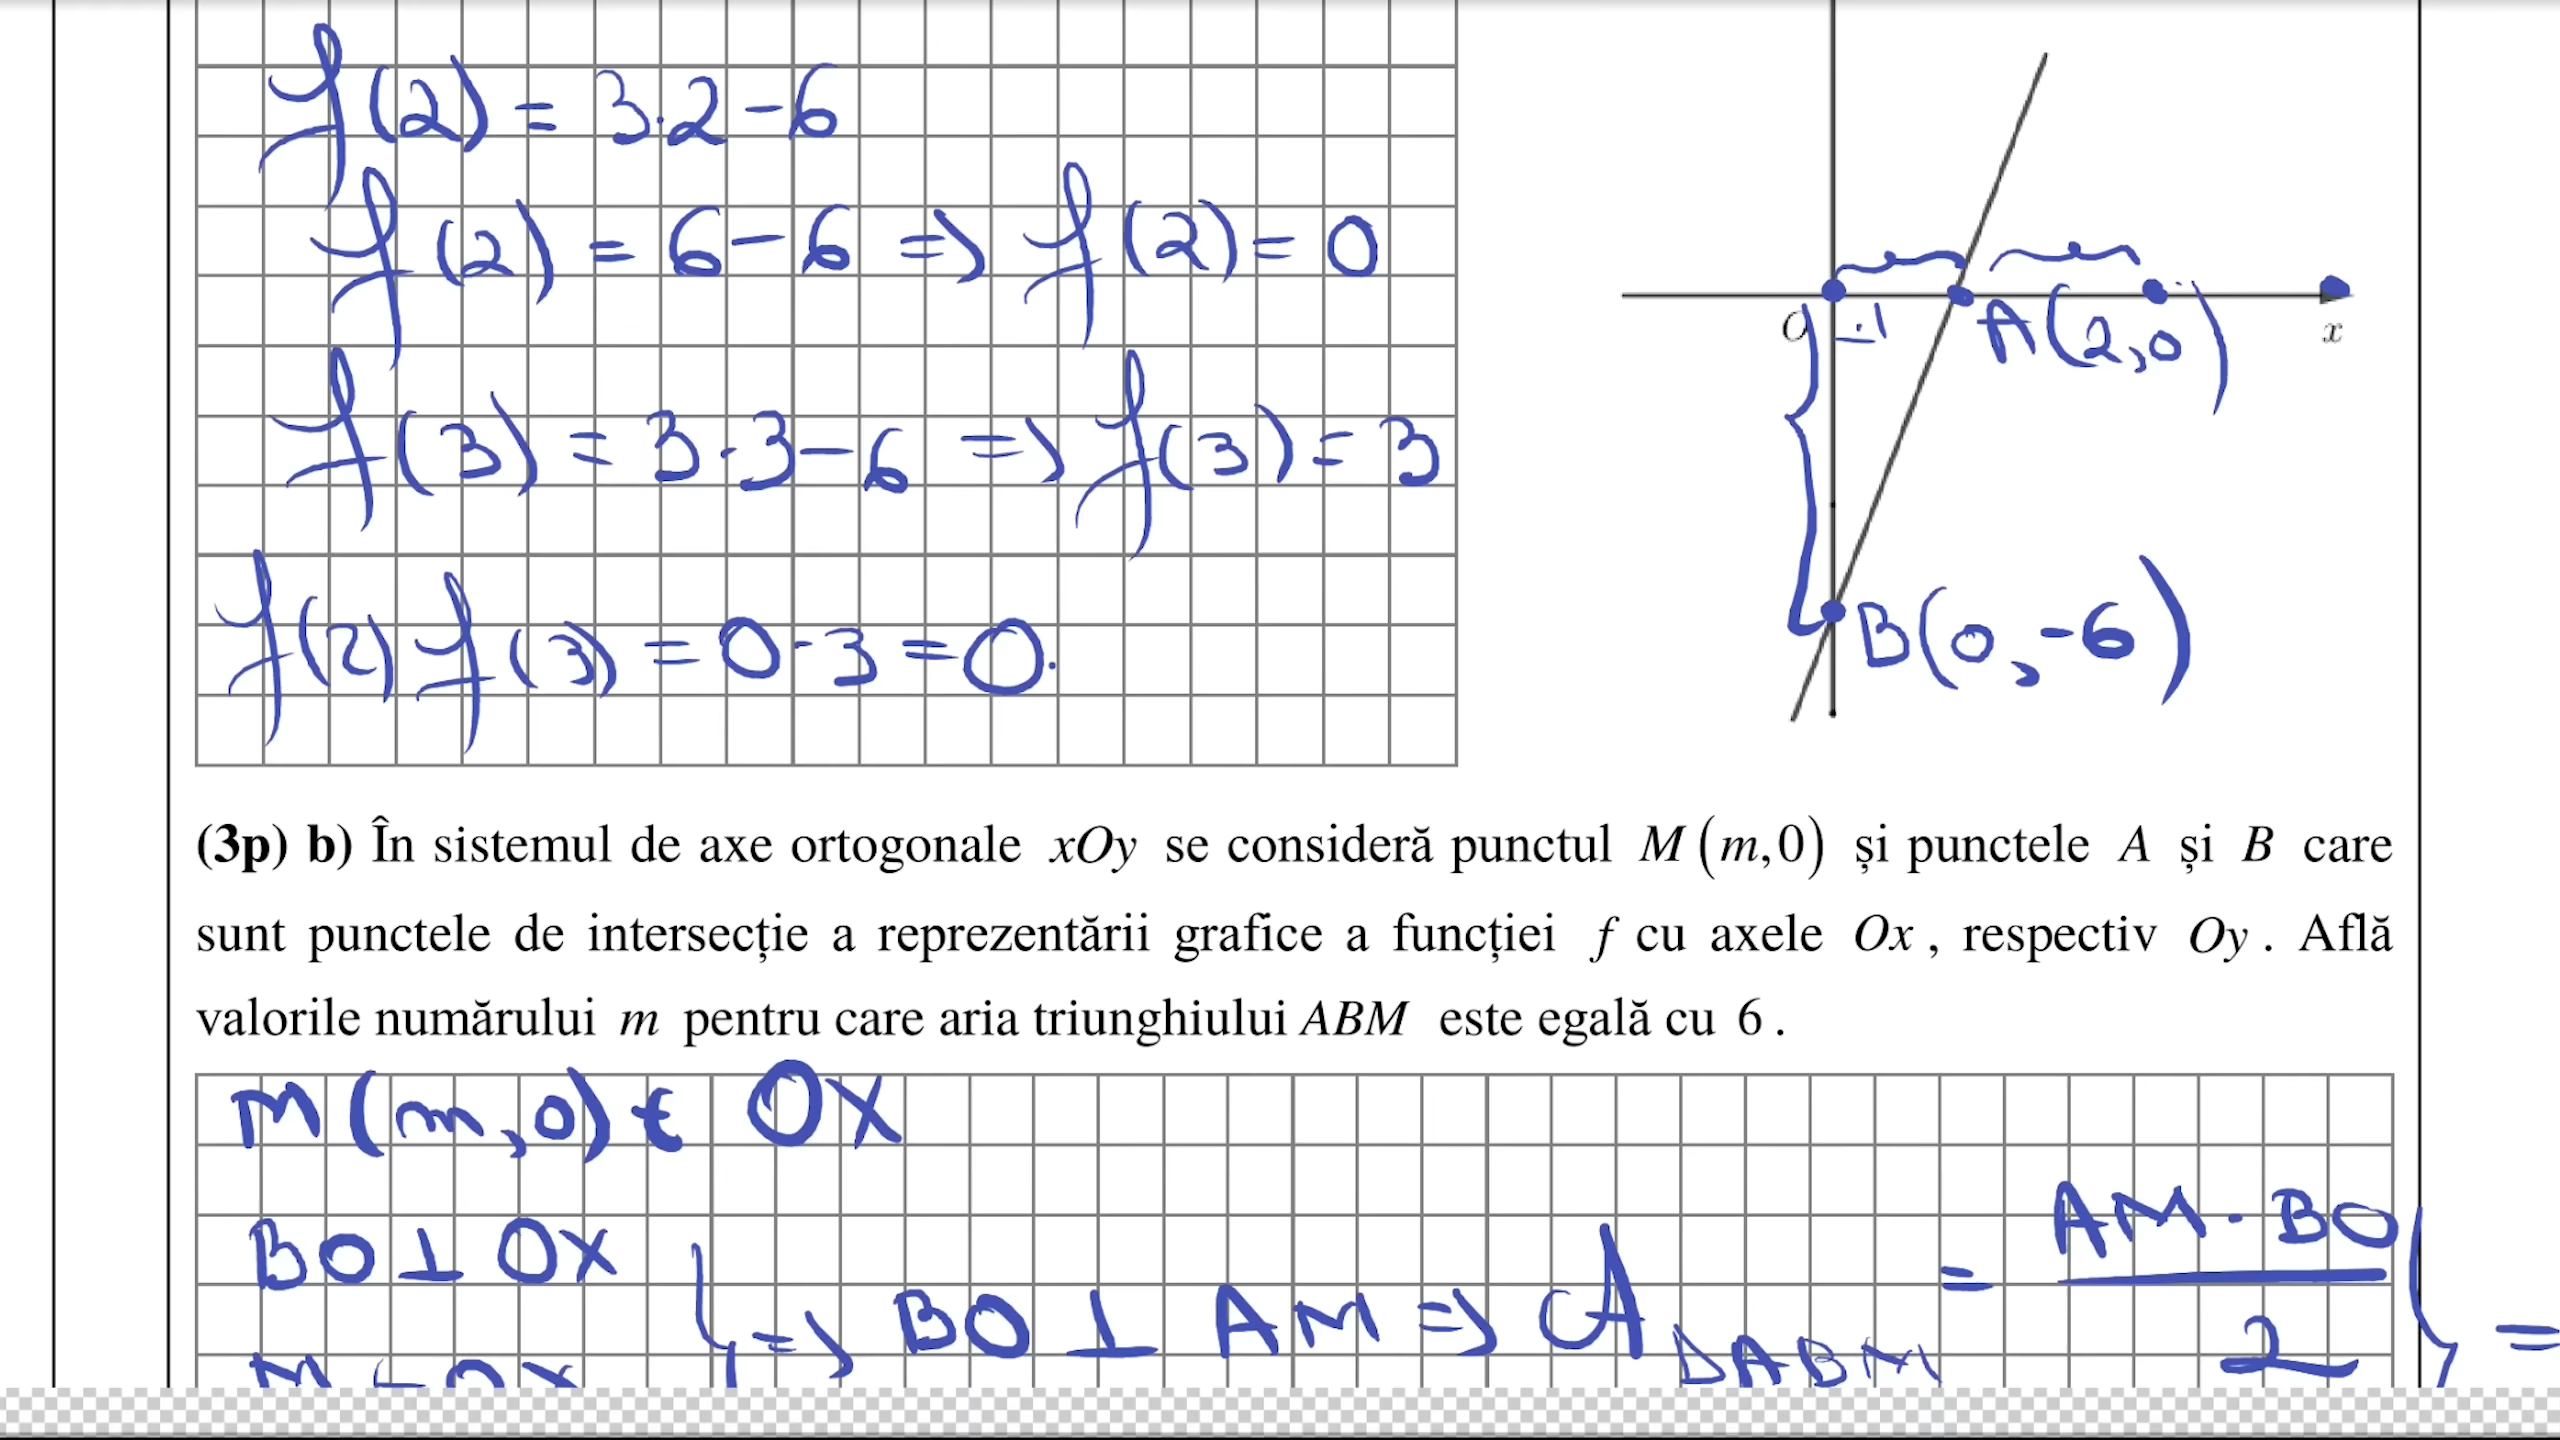 f(2) = 3·2-6
f(2) = 6-6 => f(2)= 0
f(3) = 3·3-6 => f(3)= 3
f(2) f(3) = 0·3 = 0.
O
A(2,0)
x
B(0,-6)
(3p) b) În sistemul de axe ortogonale xOy se consideră punctul M(m,0) și punctele A și B care
sunt punctele de intersecție a reprezentării grafice a funcției f cu axele Ox, respectiv Oy. Află
valorile numărului m pentru care aria triunghiului ABM este egală cu 6.
M(m,0) ∈ OX
BO ⊥ OX
} => BO ⊥ AM => A ΔABM = AM·BO / 2 } =